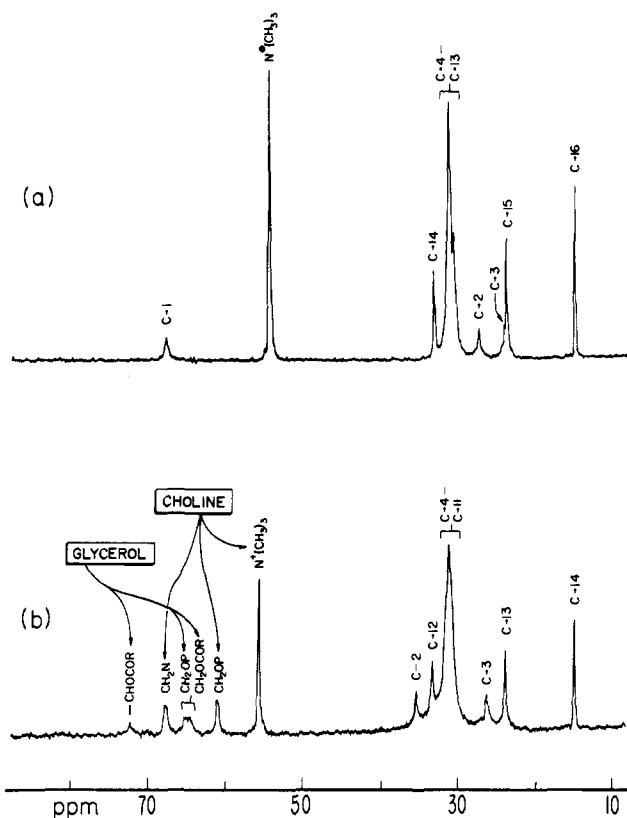 (a)
C-1
N⊕(CH3)3
C-14
C-4-
C-13
C-2
C-3
C-15
C-16
(b)
CHOLINE
GLYCEROL
CHOCOR
CH2N
CH2OP
CH2OCOR
CH2OP
N+(CH3)3
C-2
C-12
C-4-
C-11
C-3
C-13
C-14
ppm 70 50 30 10